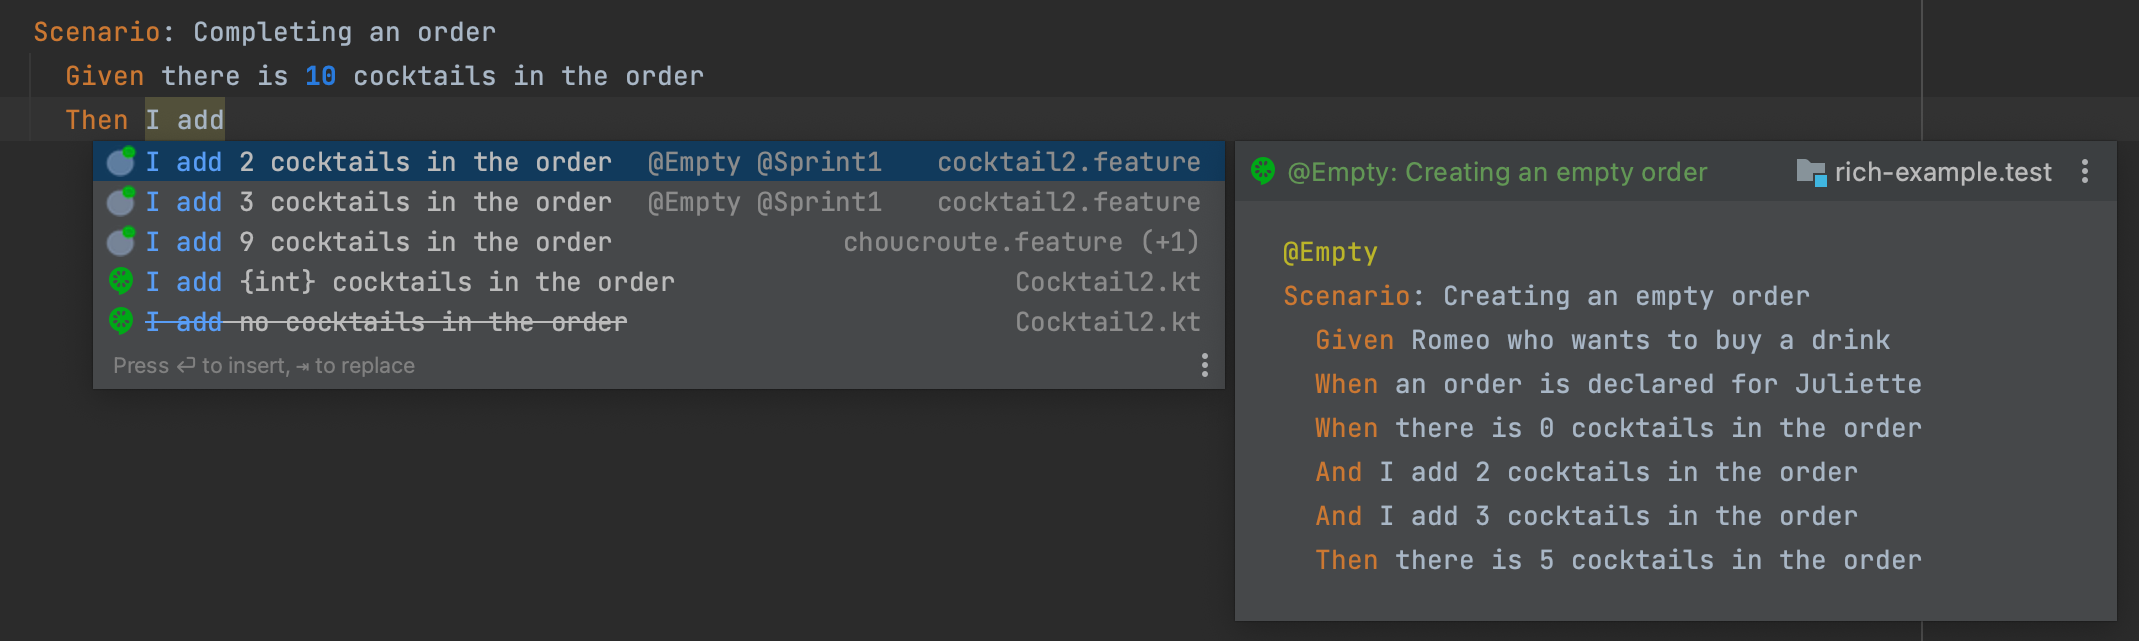 Scenario: Completing an order
Given there is 10 cocktails in the order
Then I add
I add 2 cocktails in the order @Empty @Sprint1 cocktail2.feature
I add 3 cocktails in the order @Empty @Sprint1 cocktail2.feature
I add 9 cocktails in the order choucroute.feature (+1)
I add {int} cocktails in the order Cocktail2.kt
I add no cocktails in the order Cocktail2.kt
Press ⏎ to insert, ⇥ to replace
@Empty: Creating an empty order rich-example.test
@Empty
Scenario: Creating an empty order
Given Romeo who wants to buy a drink
When an order is declared for Juliette
When there is 0 cocktails in the order
And I add 2 cocktails in the order
And I add 3 cocktails in the order
Then there is 5 cocktails in the order